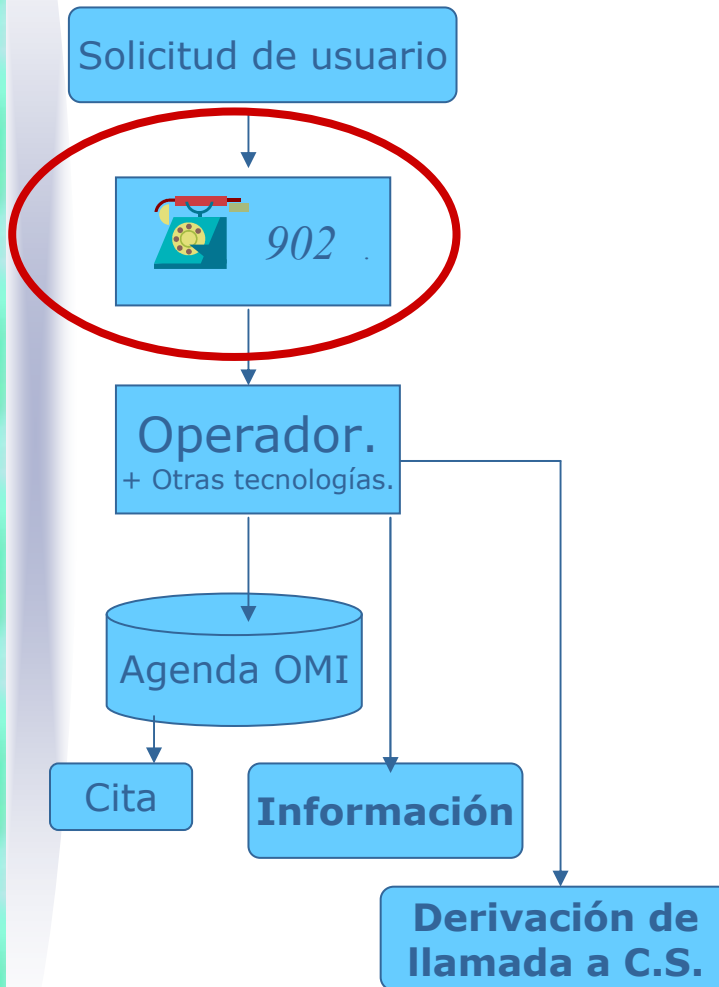 Solicitud de usuario
902 .
Operador.
+ Otras tecnologías.
Agenda OMI
Cita
Información
Derivación de
llamada a C.S.